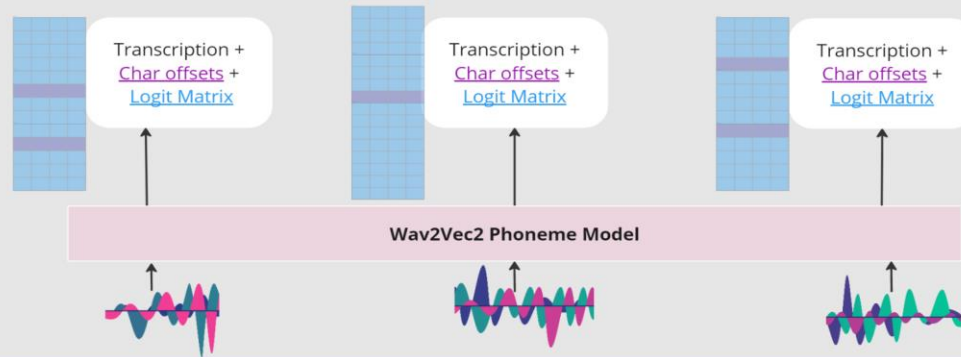 Transcription +
Char offsets +
Logit Matrix
Transcription +
Char offsets +
Logit Matrix
Transcription +
Char offsets +
Logit Matrix
Wav2Vec2 Phoneme Model